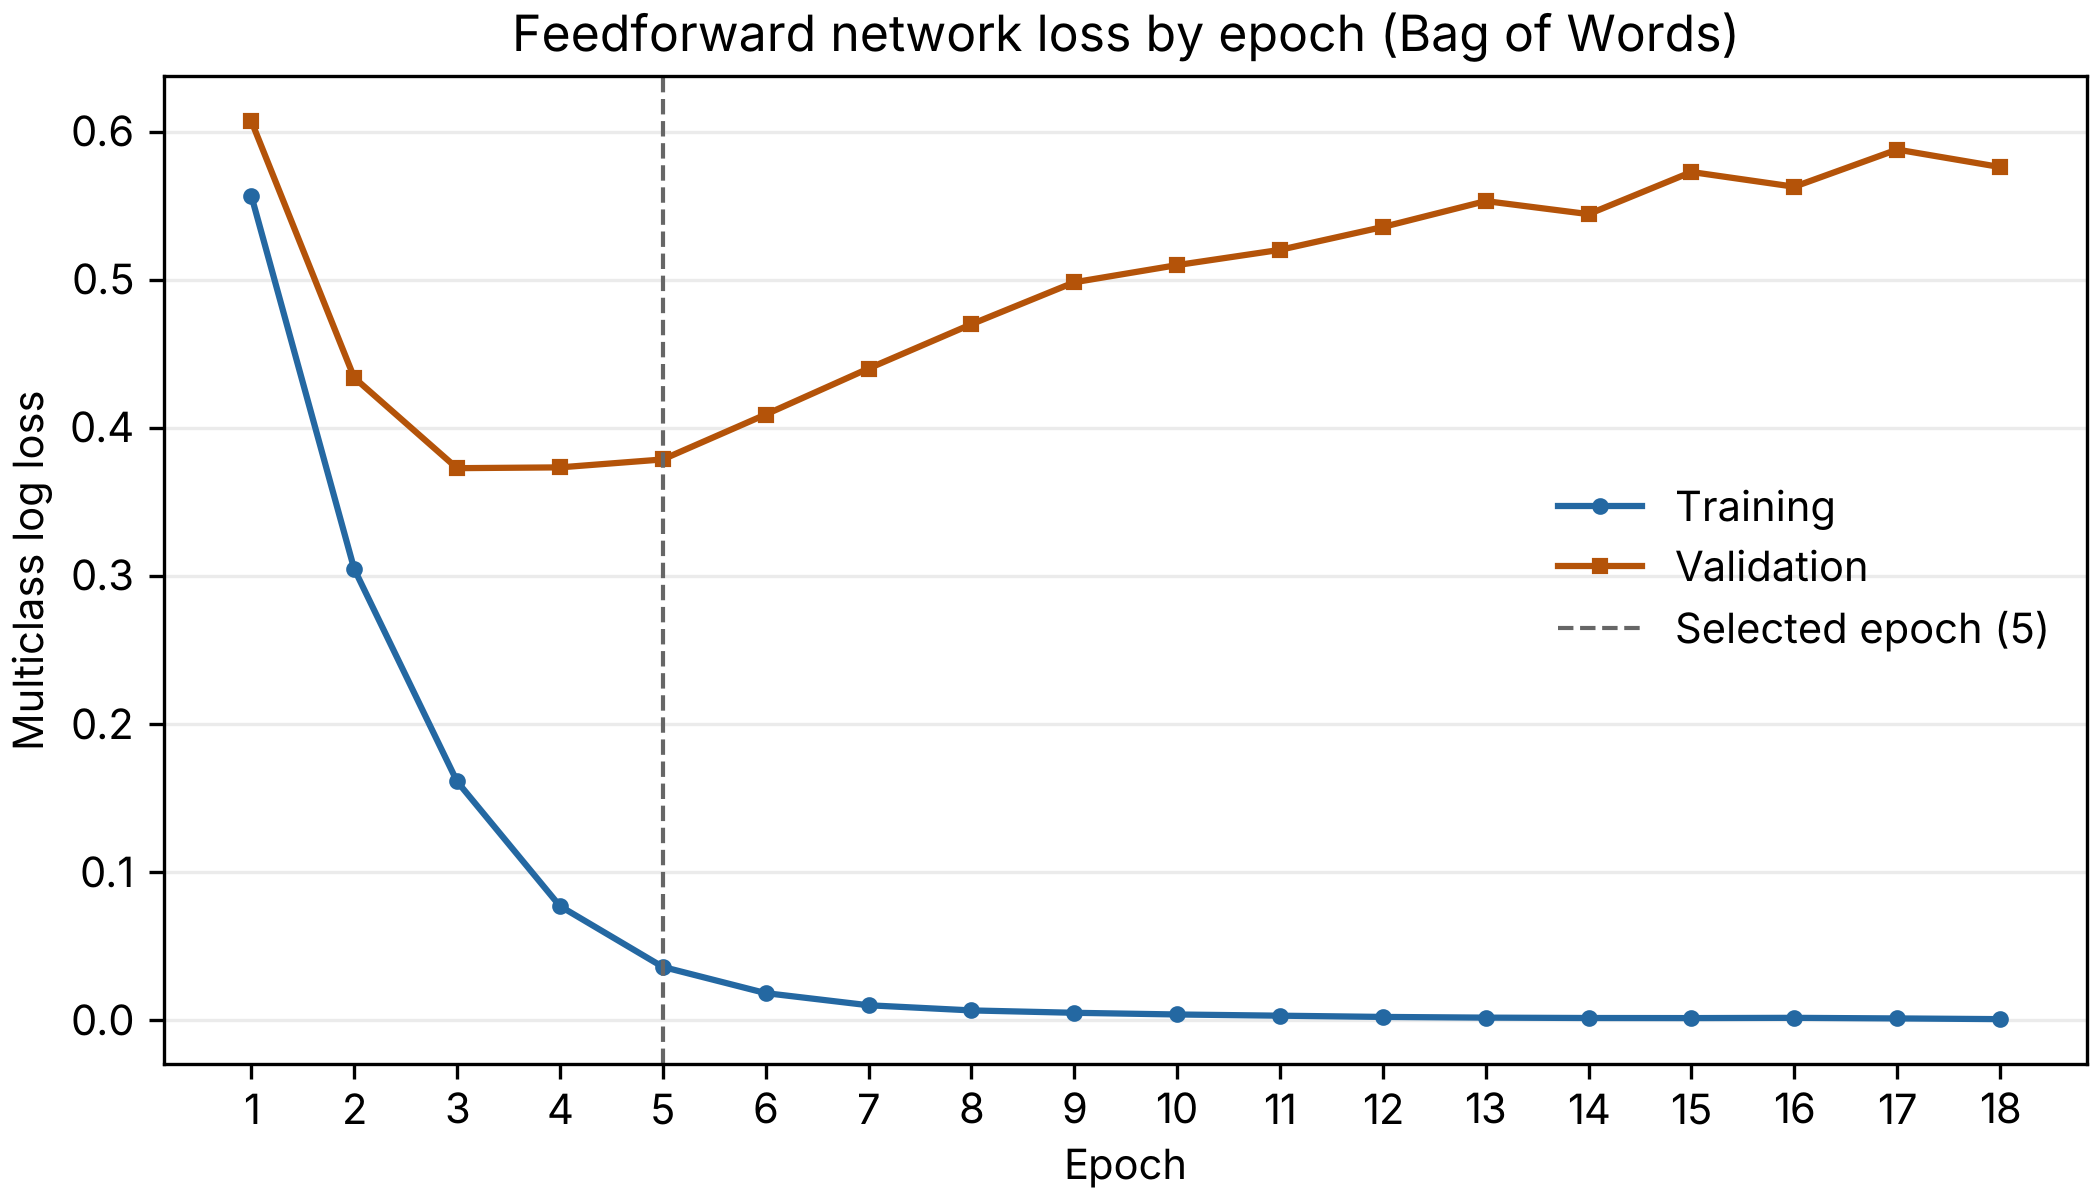 Feedforward network loss by epoch (Bag of Words)
Multiclass log loss
0.6
0.5
0.4
0.3
0.2
0.1
0.0
Training
Validation
Selected epoch (5)
1 2 3 4 5 6 7 8 9 10 11 12 13 14 15 16 17 18
Epoch